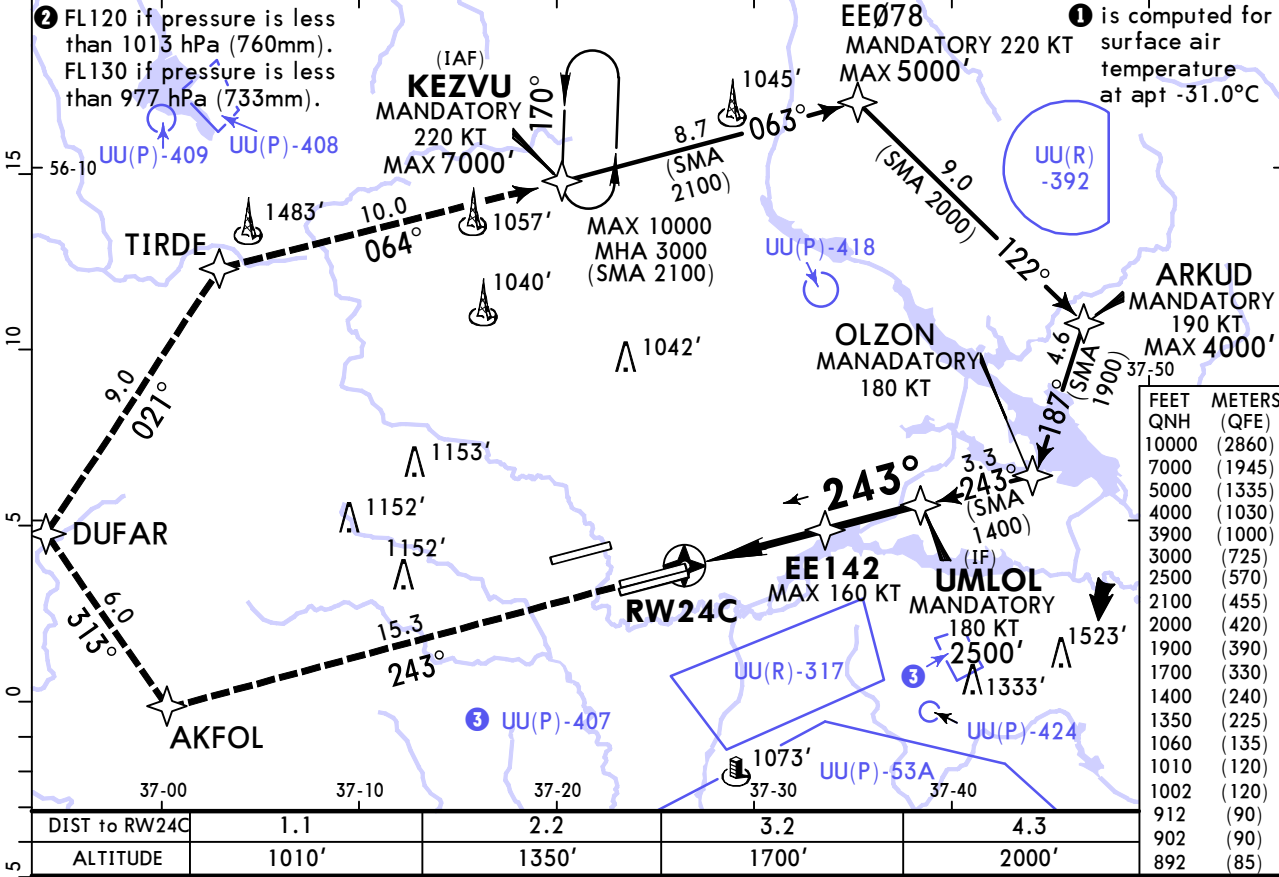 ❷ FL120 if pressure is less
than 1013 hPa (760mm).
FL130 if pressure is less
than 977 hPa (733mm).
❶ is computed for
surface air
temperature
at apt -31.0°C
(IAF)
KEZVU
MANDATORY
220 KT
MAX 7000'
170°
EEØ78
MANDATORY 220 KT
MAX 5000'
1045'
8.7
063°
(SMA
2100)
UU(P)-409
UU(P)-408
56-10
15
9.0
(SMA 2000)
122°
UU(R)
-392
1483'
10.0
064°
1057'
TIRDE
MAX 10000
MHA 3000
(SMA 2100)
UU(P)-418
1040'
ARKUD
MANDATORY
190 KT
MAX 4000'
OLZON
MANADATORY
180 KT
10
1042'
4.6
187°
(SMA
1900)
37-50
9.0
021°
1153'
1152'
1152'
243°
3.3
243°
(SMA
1400)
5
DUFAR
EE142
MAX 160 KT
(IF)
UMLOL
MANDATORY
180 KT
2500'
RW24C
6.0
313°
15.3
243°
1523'
❸
1333'
UU(R)-317
0
AKFOL
❸ UU(P)-407
UU(P)-424
1073'
UU(P)-53A
37-00
37-10
37-20
37-30
37-40
FEET METERS
QNH (QFE)
10000 (2860)
7000 (1945)
5000 (1335)
4000 (1030)
3900 (1000)
3000 (725)
2500 (570)
2100 (455)
2000 (420)
1900 (390)
1700 (330)
1400 (240)
1350 (225)
1060 (135)
1010 (120)
1002 (120)
912 (90)
902 (90)
892 (85)
DIST to RW24C 1.1 2.2 3.2 4.3
ALTITUDE 1010' 1350' 1700' 2000'
5